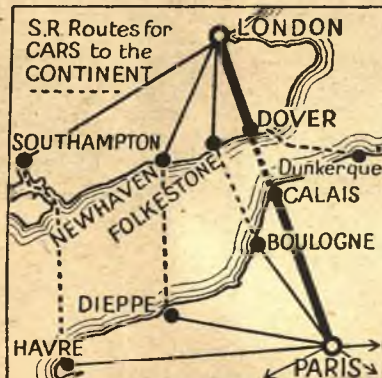 S.R. Routes for
CARS to the
CONTINENT
LONDON
DOVER
SOUTHAMPTON
NEWHAVEN
FOLKESTONE
Dunkerque
CALAIS
BOULOGNE
DIEPPE
HAVRE
PARIS